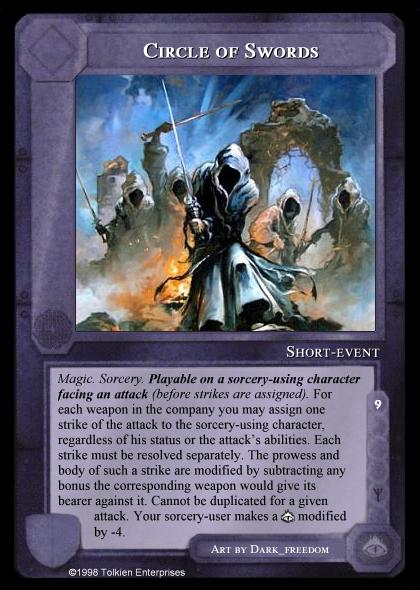 CIRCLE OF SWORDS
SHORT-EVENT
Magic. Sorcery. Playable on a sorcery-using character
facing an attack (before strikes are assigned). For
each weapon in the company you may assign one
strike of the attack to the sorcery-using character,
regardless of his status or the attack's abilities. Each
strike must be resolved separately. The prowess and
body of such a strike are modified by subtracting any
bonus the corresponding weapon would give its
bearer against it. Cannot be duplicated for a given
attack. Your sorcery-user makes a modified
by -4.
9
ART BY DARK_FREEDOM
©1998 Tolkien Enterprises